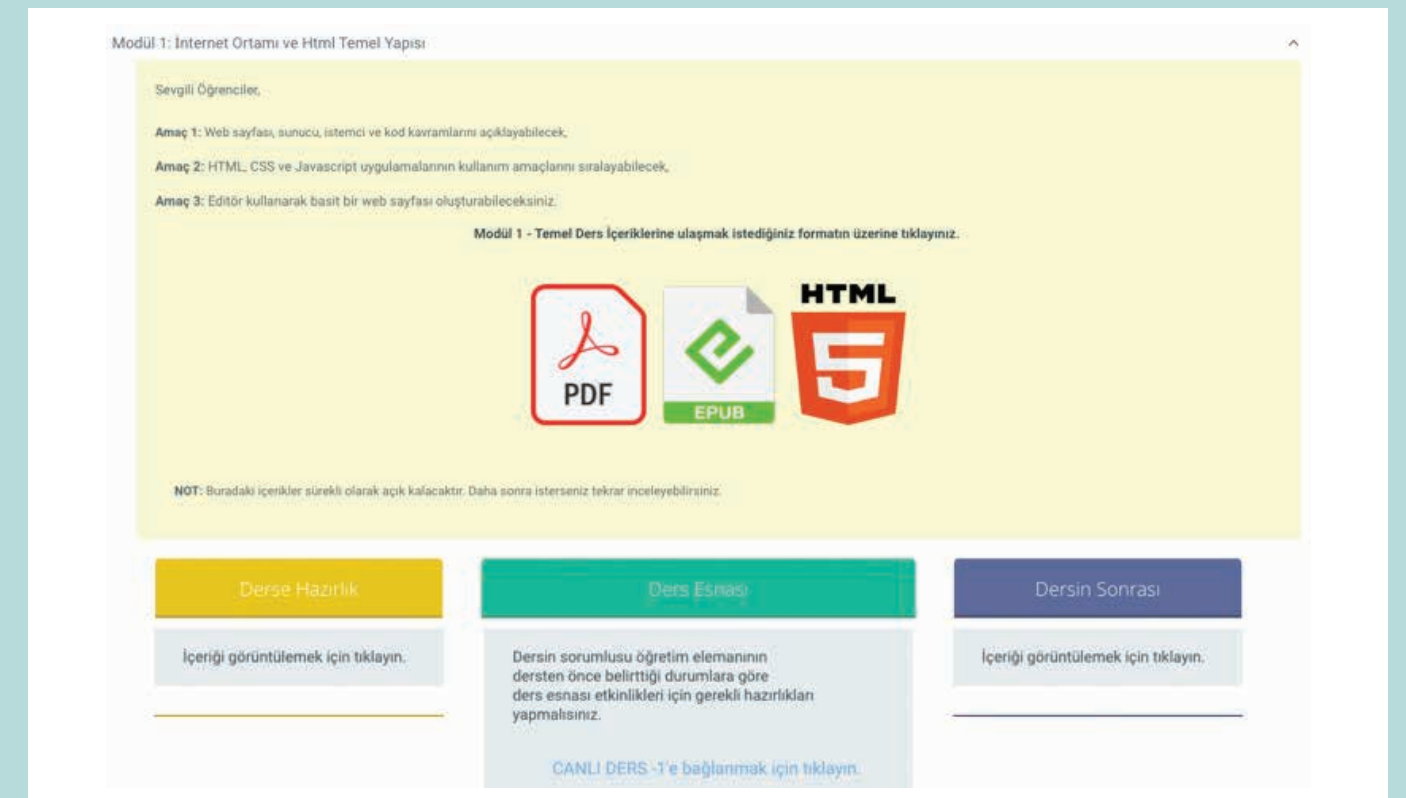 Modül 1: İnternet Ortamı ve Html Temel Yapısı
Sevgili Öğrenciler,
Amaç 1: Web sayfası, sunucu, istemci ve kod kavramlarını açıklayabilecek,
Amaç 2: HTML, CSS ve Javascript uygulamalarının kullanım amaçlarını sıralayabilecek,
Amaç 3: Editör kullanarak basit bir web sayfası oluşturabileceksiniz.
Modül 1 - Temel Ders İçeriklerine ulaşmak istediğiniz formatın üzerine tıklayınız.
PDF
EPUB
HTML
5
NOT: Buradaki içerikler sürekli olarak açık kalacaktır. Daha sonra isterseniz tekrar inceleyebilirsiniz.
Derse Hazırlık
İçeriği görüntülemek için tıklayın.
Ders Esnası
Dersin sorumlusu öğretim elemanının
dersten önce belirttiği durumlara göre
ders esnası etkinlikleri için gerekli hazırlıkları
yapmalısınız.
CANLI DERS -1'e bağlanmak için tıklayın.
Dersin Sonrası
İçeriği görüntülemek için tıklayın.